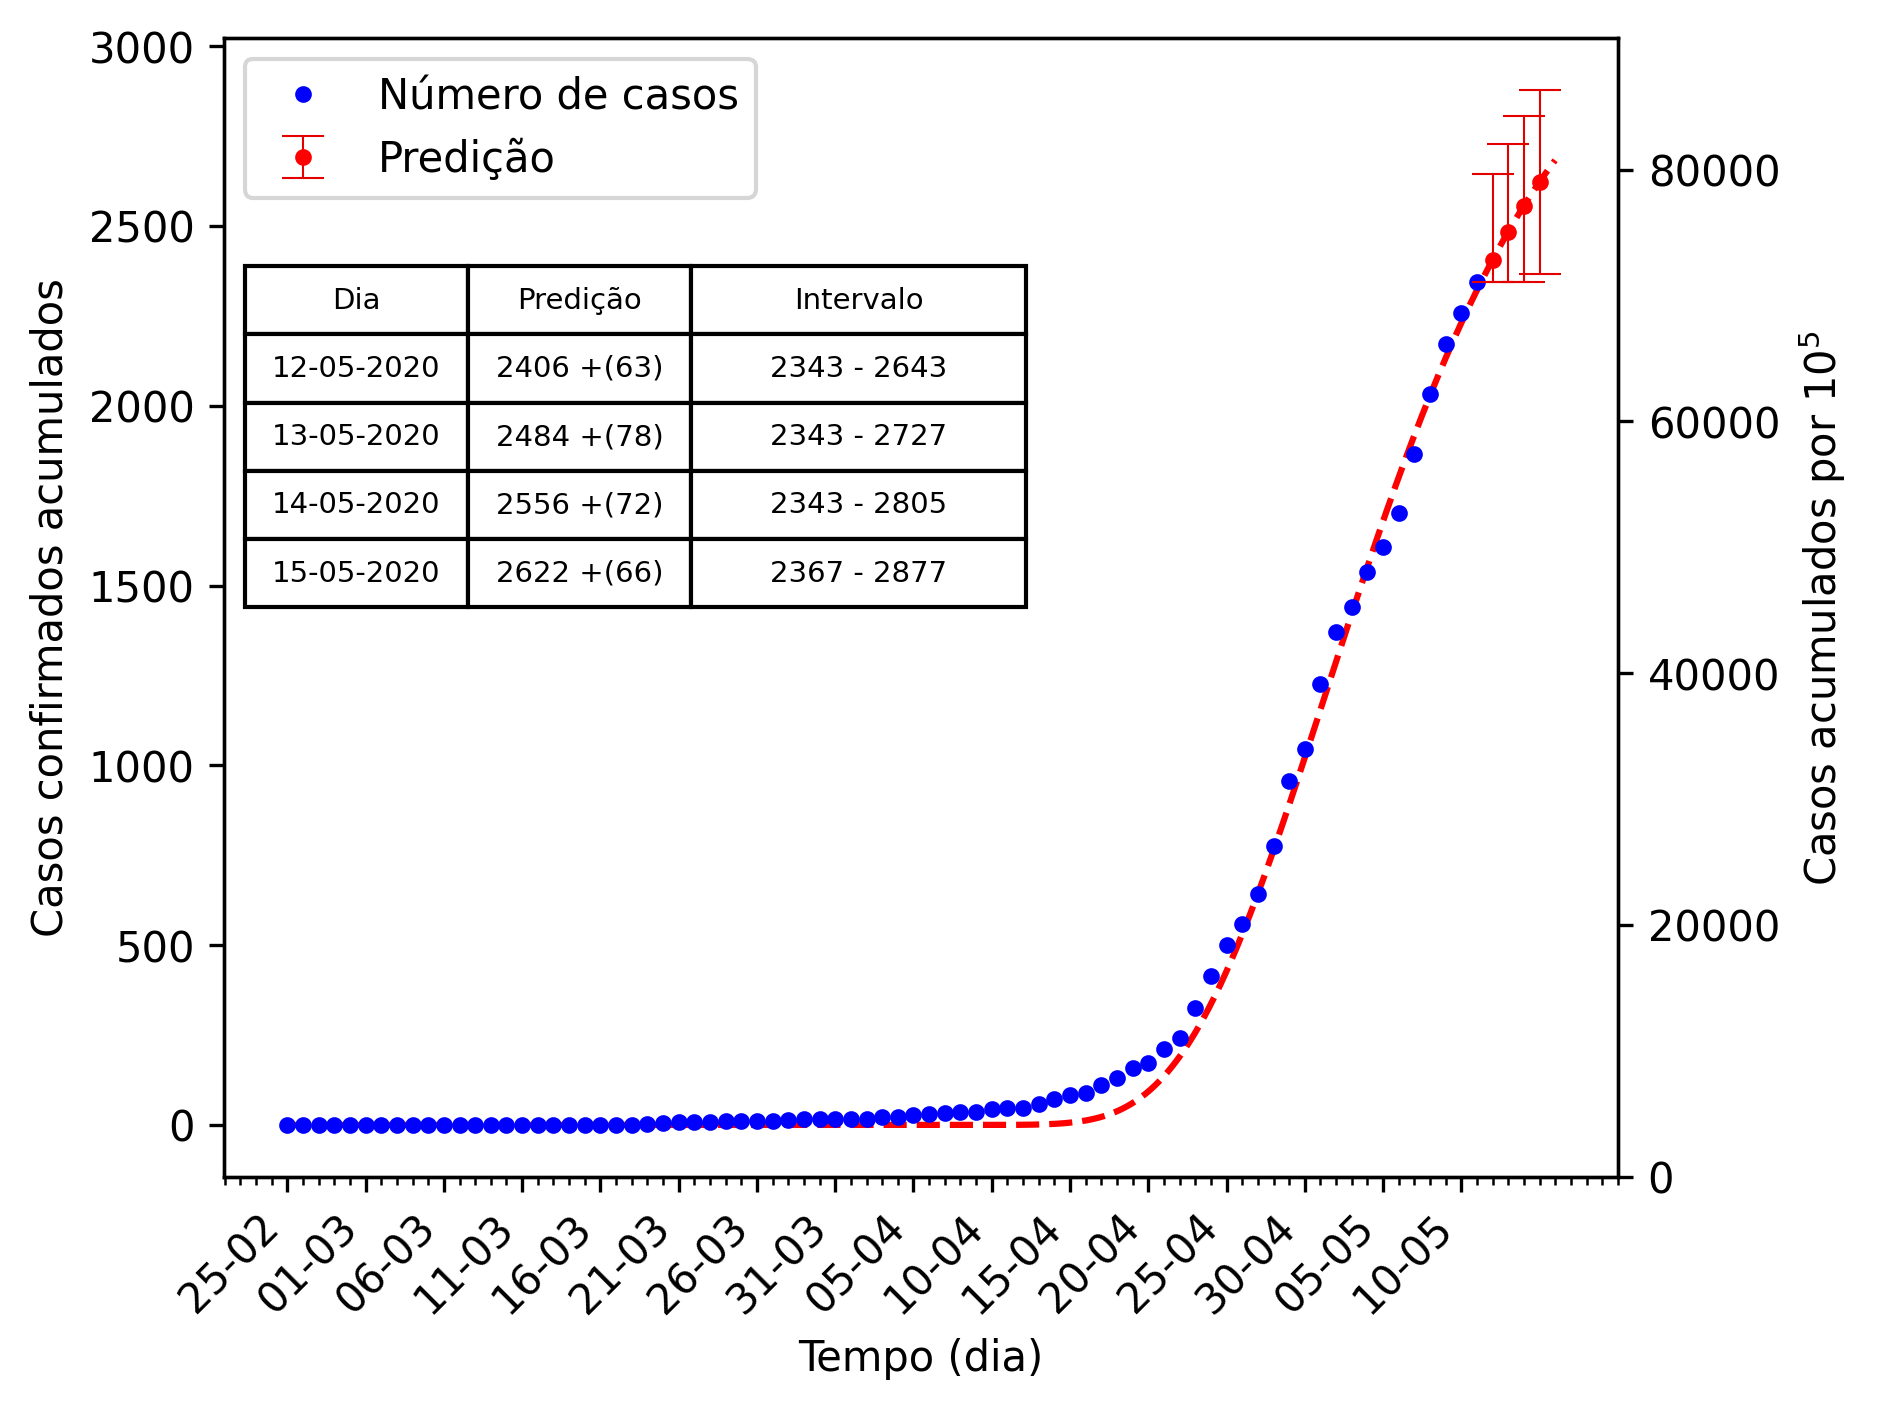 3000
2500
2000
1500
1000
500
0
Casos confirmados acumulados
Número de casos
Predição
Dia Predição Intervalo
12-05-2020 2406 +(63) 2343 - 2643
13-05-2020 2484 +(78) 2343 - 2727
14-05-2020 2556 +(72) 2343 - 2805
15-05-2020 2622 +(66) 2367 - 2877
80000
60000
40000
20000
0
Casos acumulados por 10⁵
25-02 01-03 06-03 11-03 16-03 21-03 26-03 31-03 05-04 10-04 15-04 20-04 25-04 30-04 05-05 10-05
Tempo (dia)